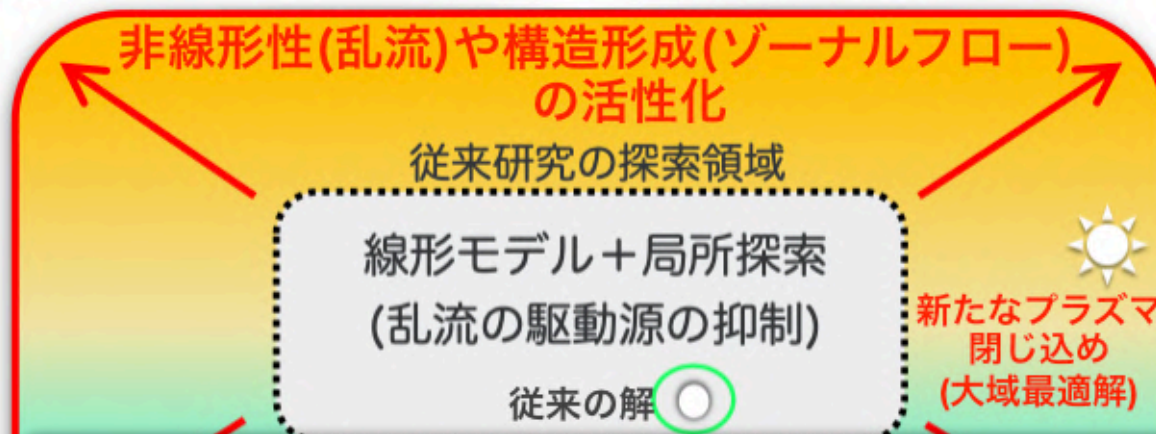 非線形性(乱流)や構造形成(ゾーナルフロー)
の活性化
従来研究の探索領域
線形モデル＋局所探索
(乱流の駆動源の抑制)
従来の解
新たなプラズマ
閉じ込め
(大域最適解)